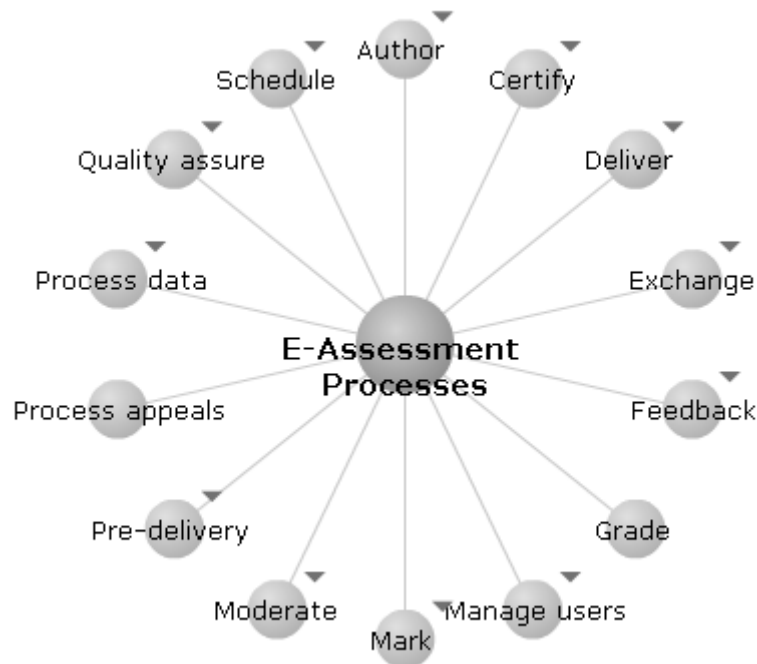 Author
Schedule
Certify
Quality assure
Deliver
Process data
Exchange
E-Assessment
Processes
Process appeals
Feedback
Pre-delivery
Grade
Moderate
Manage users
Mark